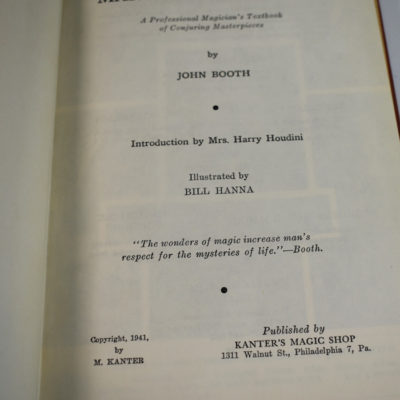 A Professional Magician's Textbook
of Conjuring Masterpieces
by
JOHN BOOTH
Introduction by Mrs. Harry Houdini
Illustrated by
BILL HANNA
"The wonders of magic increase man's
respect for the mysteries of life."—Booth.
Copyright, 1941,
by
M. KANTER
Published by
KANTER'S MAGIC SHOP
1311 Walnut St., Philadelphia 7, Pa.